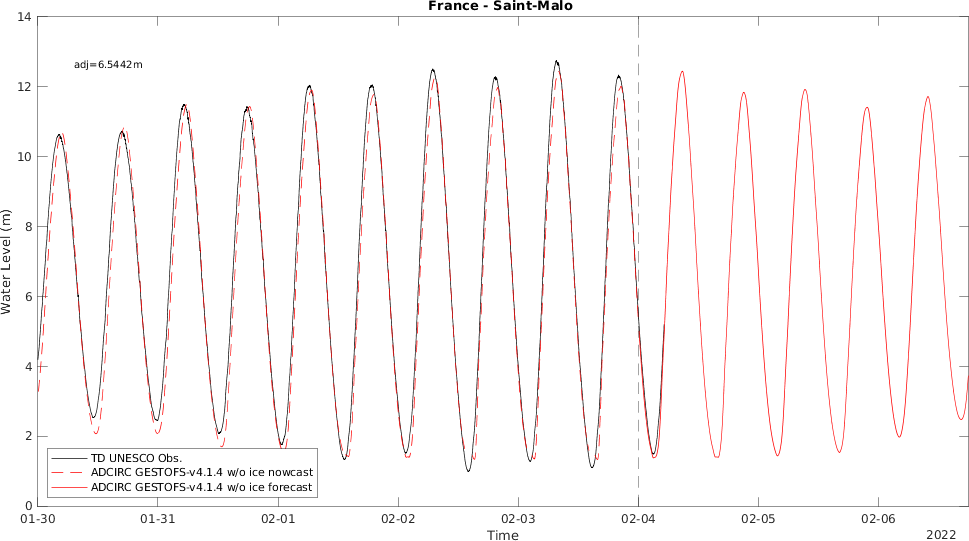 France - Saint-Malo
adj=6.5442m
Water Level (m)
14
12
10
8
6
4
2
0
TD UNESCO Obs.
ADCIRC GESTOFS-v4.1.4 w/o ice nowcast
ADCIRC GESTOFS-v4.1.4 w/o ice forecast
01-30 01-31 02-01 02-02 02-03 02-04 02-05 02-06
Time
2022